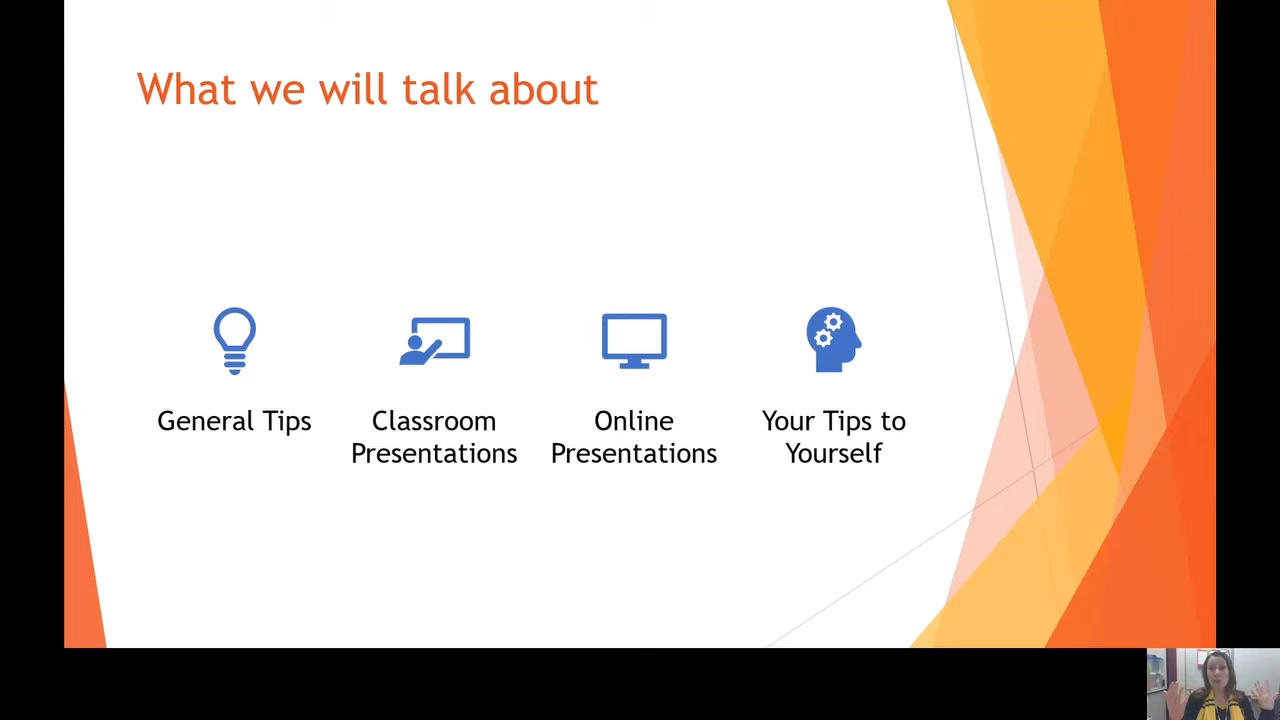 What we will talk about
General Tips
Classroom
Presentations
Online
Presentations
Your Tips to
Yourself